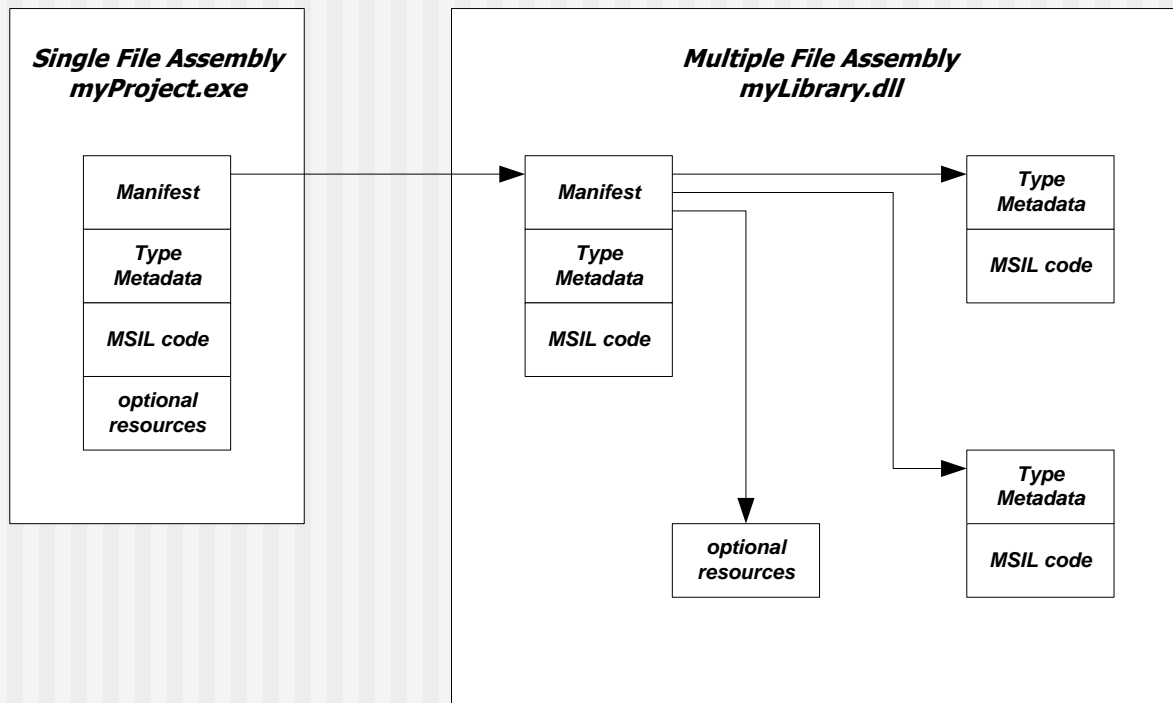 Single File Assembly
myProject.exe
Manifest
Type
Metadata
MSIL code
optional
resources
Multiple File Assembly
myLibrary.dll
Manifest
Type
Metadata
MSIL code
Type
Metadata
MSIL code
optional
resources
Type
Metadata
MSIL code